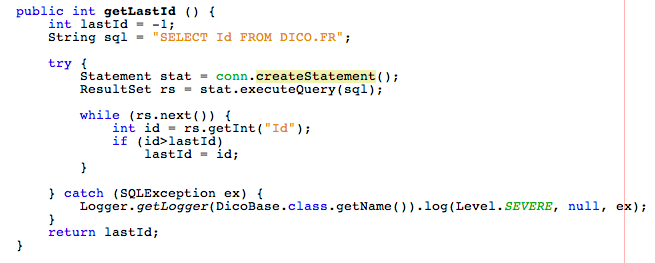 public int getLastId () {
    int lastId = -1;
    String sql = "SELECT Id FROM DICO.FR";

    try {
        Statement stat = conn.createStatement();
        ResultSet rs = stat.executeQuery(sql);

        while (rs.next()) {
            int id = rs.getInt("Id");
            if (id>lastId)
                lastId = id;
        }

    } catch (SQLException ex) {
        Logger.getLogger(DicoBase.class.getName()).log(Level.SEVERE, null, ex);
    }
    return lastId;
}